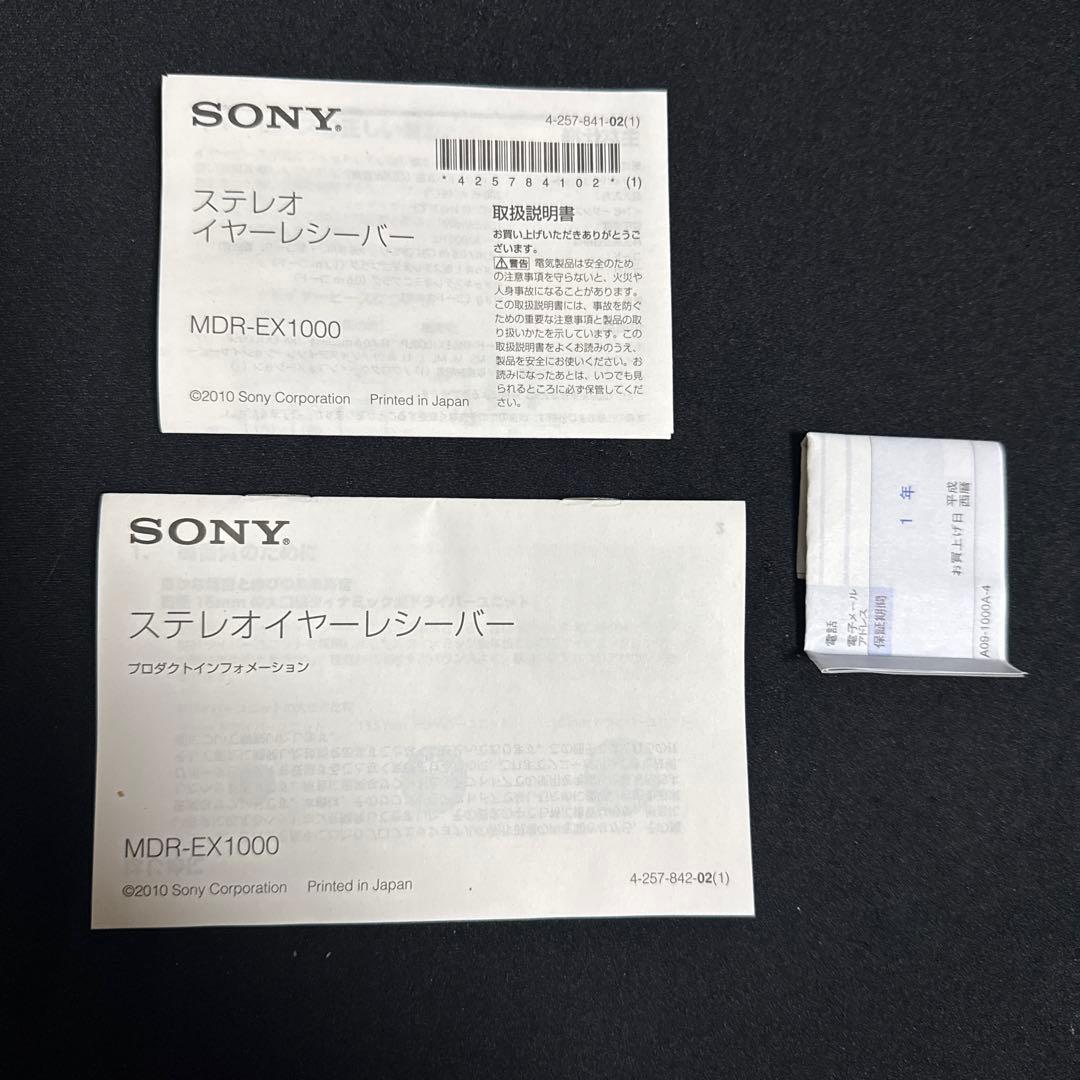 SONY®
4-257-841-02(1)
*425784102*(1)
ステレオ
イヤーレシーバー
MDR-EX1000
©2010 Sony Corporation Printed in Japan
取扱説明書
お買い上げいただきありがとうご
ざいます。
⚠警告 電気製品は安全のため
の注意事項を守らないと、火災や
人身事故になることがあります。
この取扱説明書には、事故を防ぐ
ための重要な注意事項と製品の取
り扱いかたを示しています。この
取扱説明書をよくお読みのうえ、
製品を安全にお使いください。お
読みになったあとは、いつでも見
られるところに必ず保管してくだ
さい。
SONY®
ステレオイヤーレシーバー
プロダクトインフォメーション
MDR-EX1000
©2010 Sony Corporation Printed in Japan
4-257-842-02(1)
電話
電子メール
アドレス
保証期間
1 年
お買上げ日 平成
西暦
A09-1000A-4